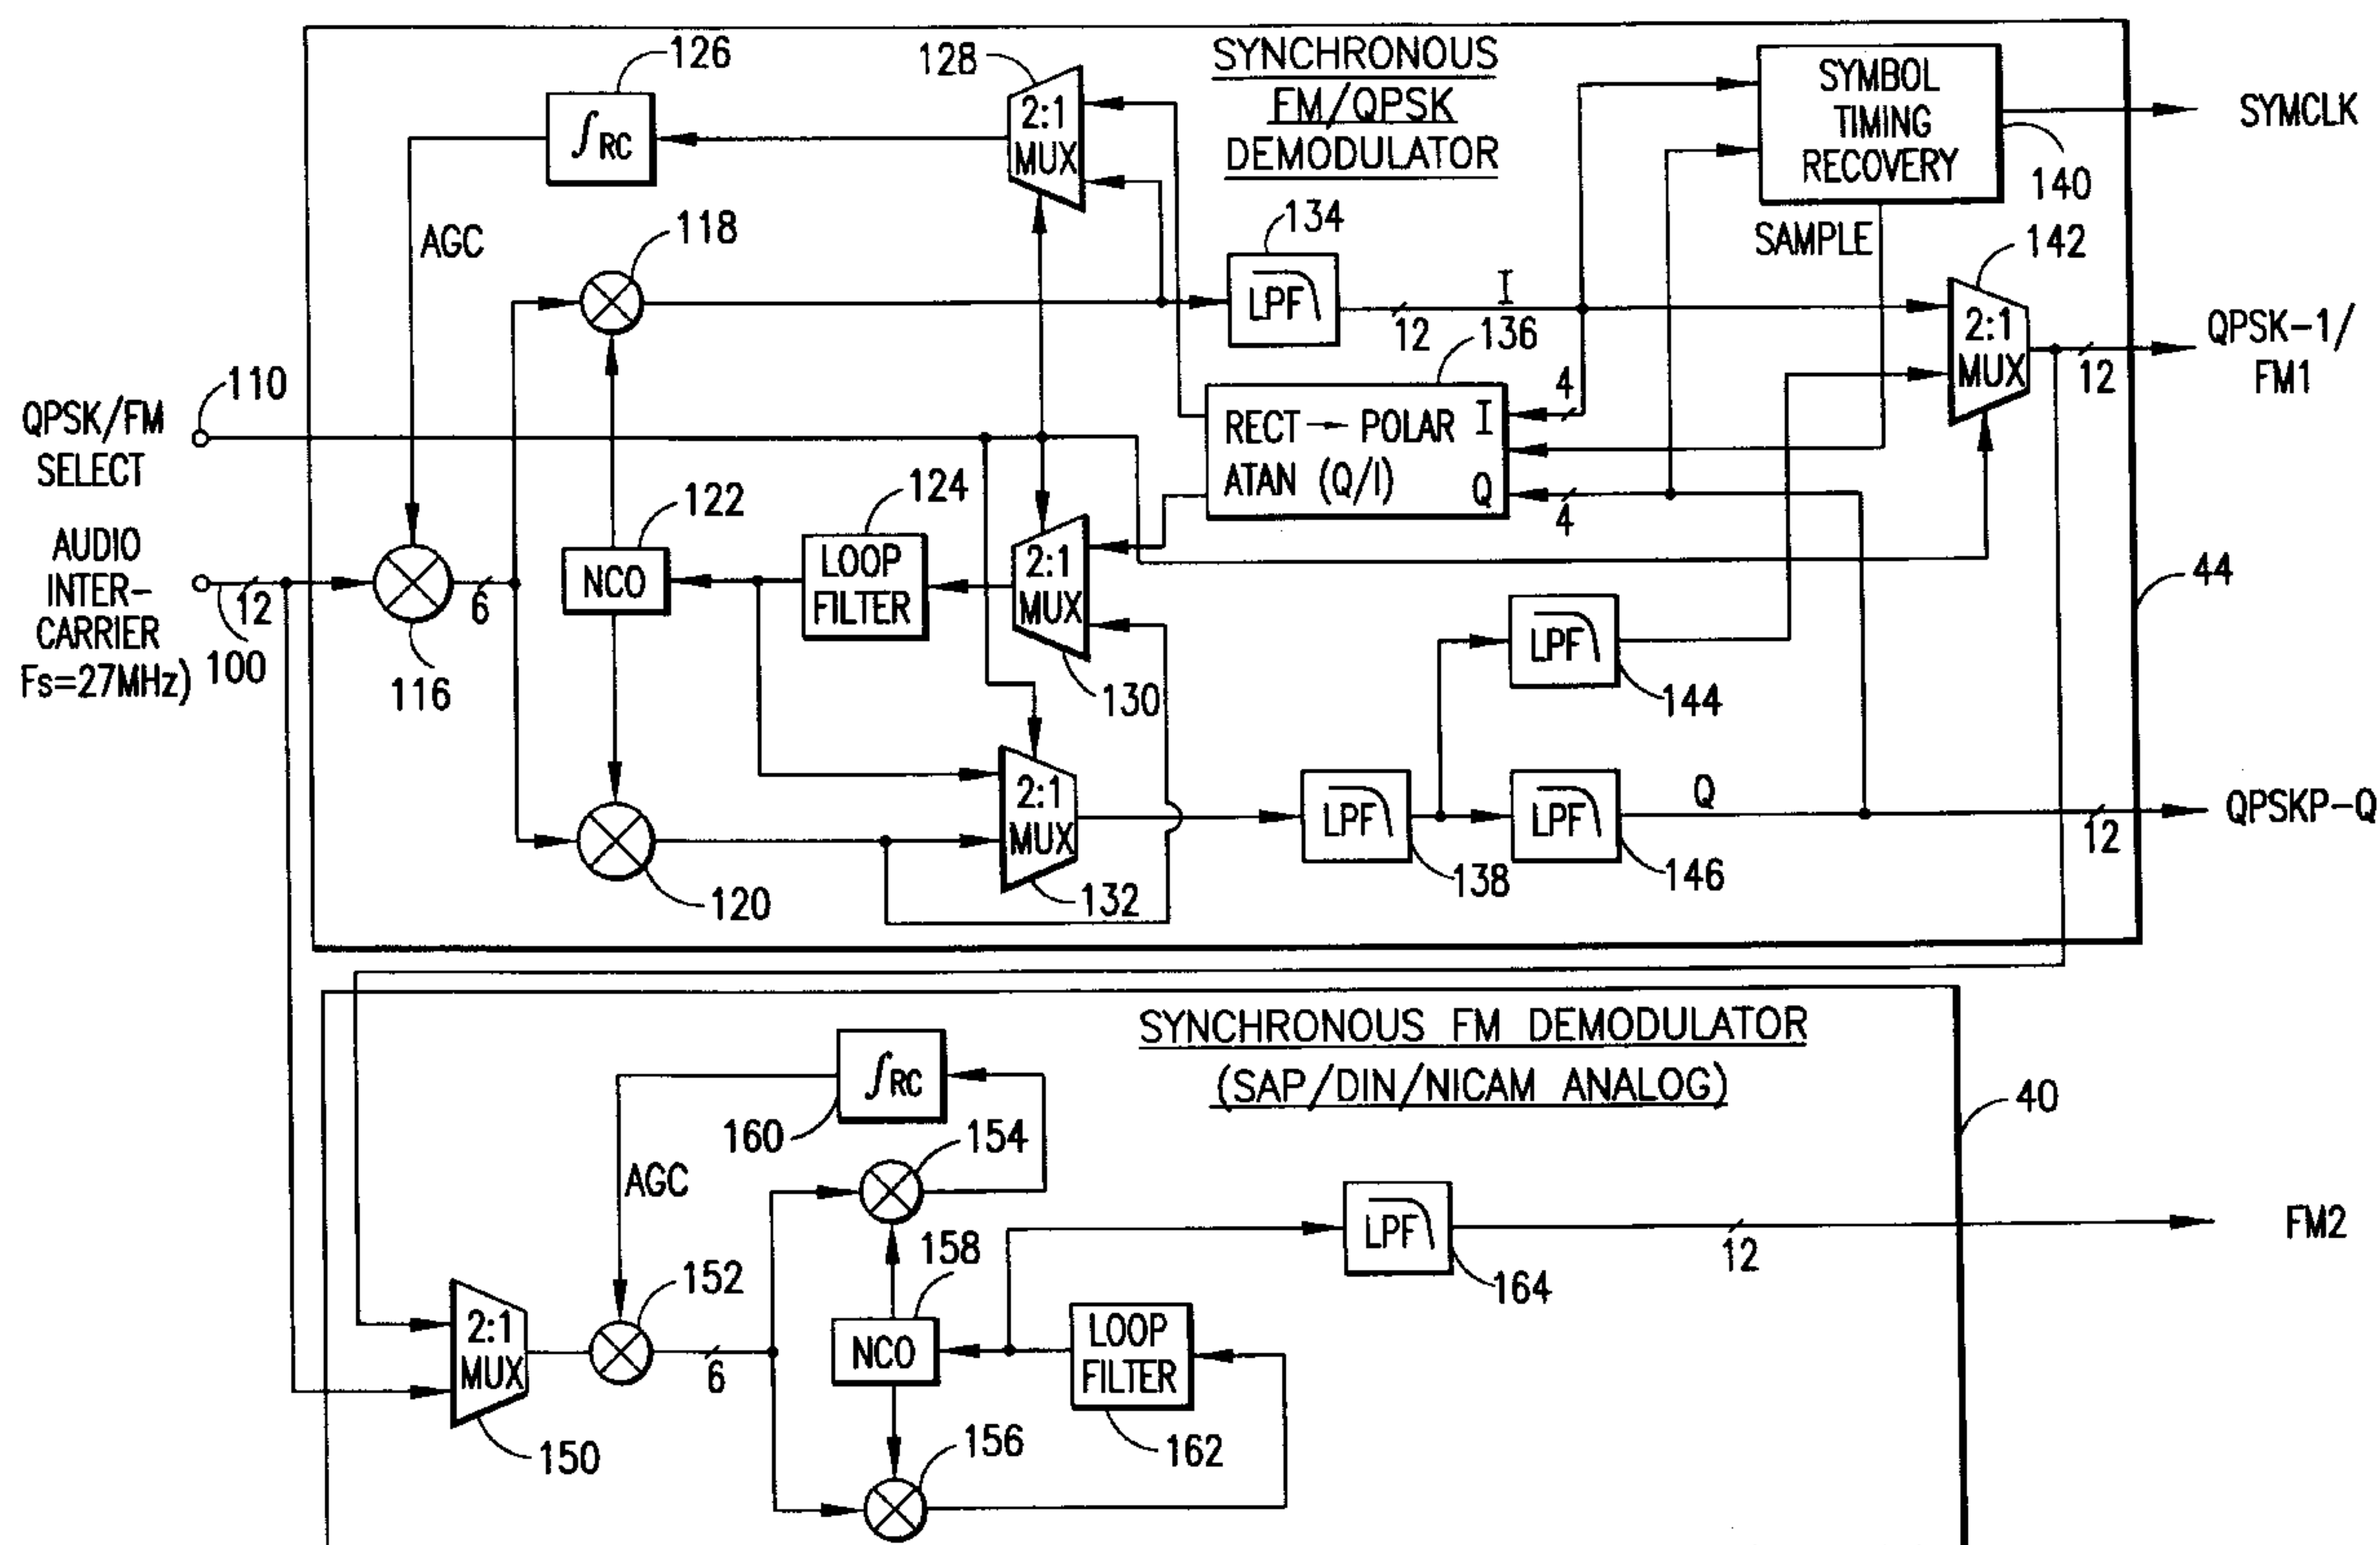 SYNCHRONOUS
FM/QPSK
DEMODULATOR
126
128
∫RC
2:1
MUX
SYMBOL
TIMING
RECOVERY
SYMCLK
140
AGC
118
134
LPF
SAMPLE
142
I
12
136
2:1
MUX
QPSK-1/
FM1
12
110
QPSK/FM
SELECT
4
RECT → POLAR I
ATAN (Q/I) Q
4
122
124
NCO
LOOP
FILTER
2:1
MUX
130
AUDIO
INTER-
CARRIER
Fs=27MHz)
12
100
116
6
44
LPF
144
2:1
MUX
132
120
LPF
138
LPF
146
Q
12
QPSKP-Q
SYNCHRONOUS FM DEMODULATOR
(SAP/DIN/NICAM ANALOG)
40
∫RC
160
154
AGC
152
158
LPF
164
12
FM2
2:1
MUX
150
6
NCO
LOOP
FILTER
162
156